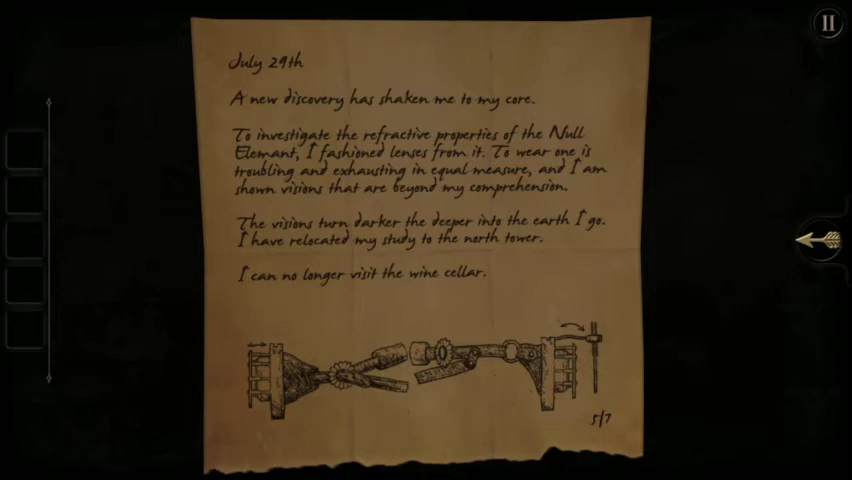 July 29th
A new discovery has shaken me to my core.
To investigate the refractive properties of the Null
Elemant, I fashioned lenses from it. To wear one is
troubling and exhausting in equal measure, and I am
shown visions that are beyond my comprehension.
The visions turn darker the deeper into the earth I go.
I have relocated my study to the north tower.
I can no longer visit the wine cellar.
5/7